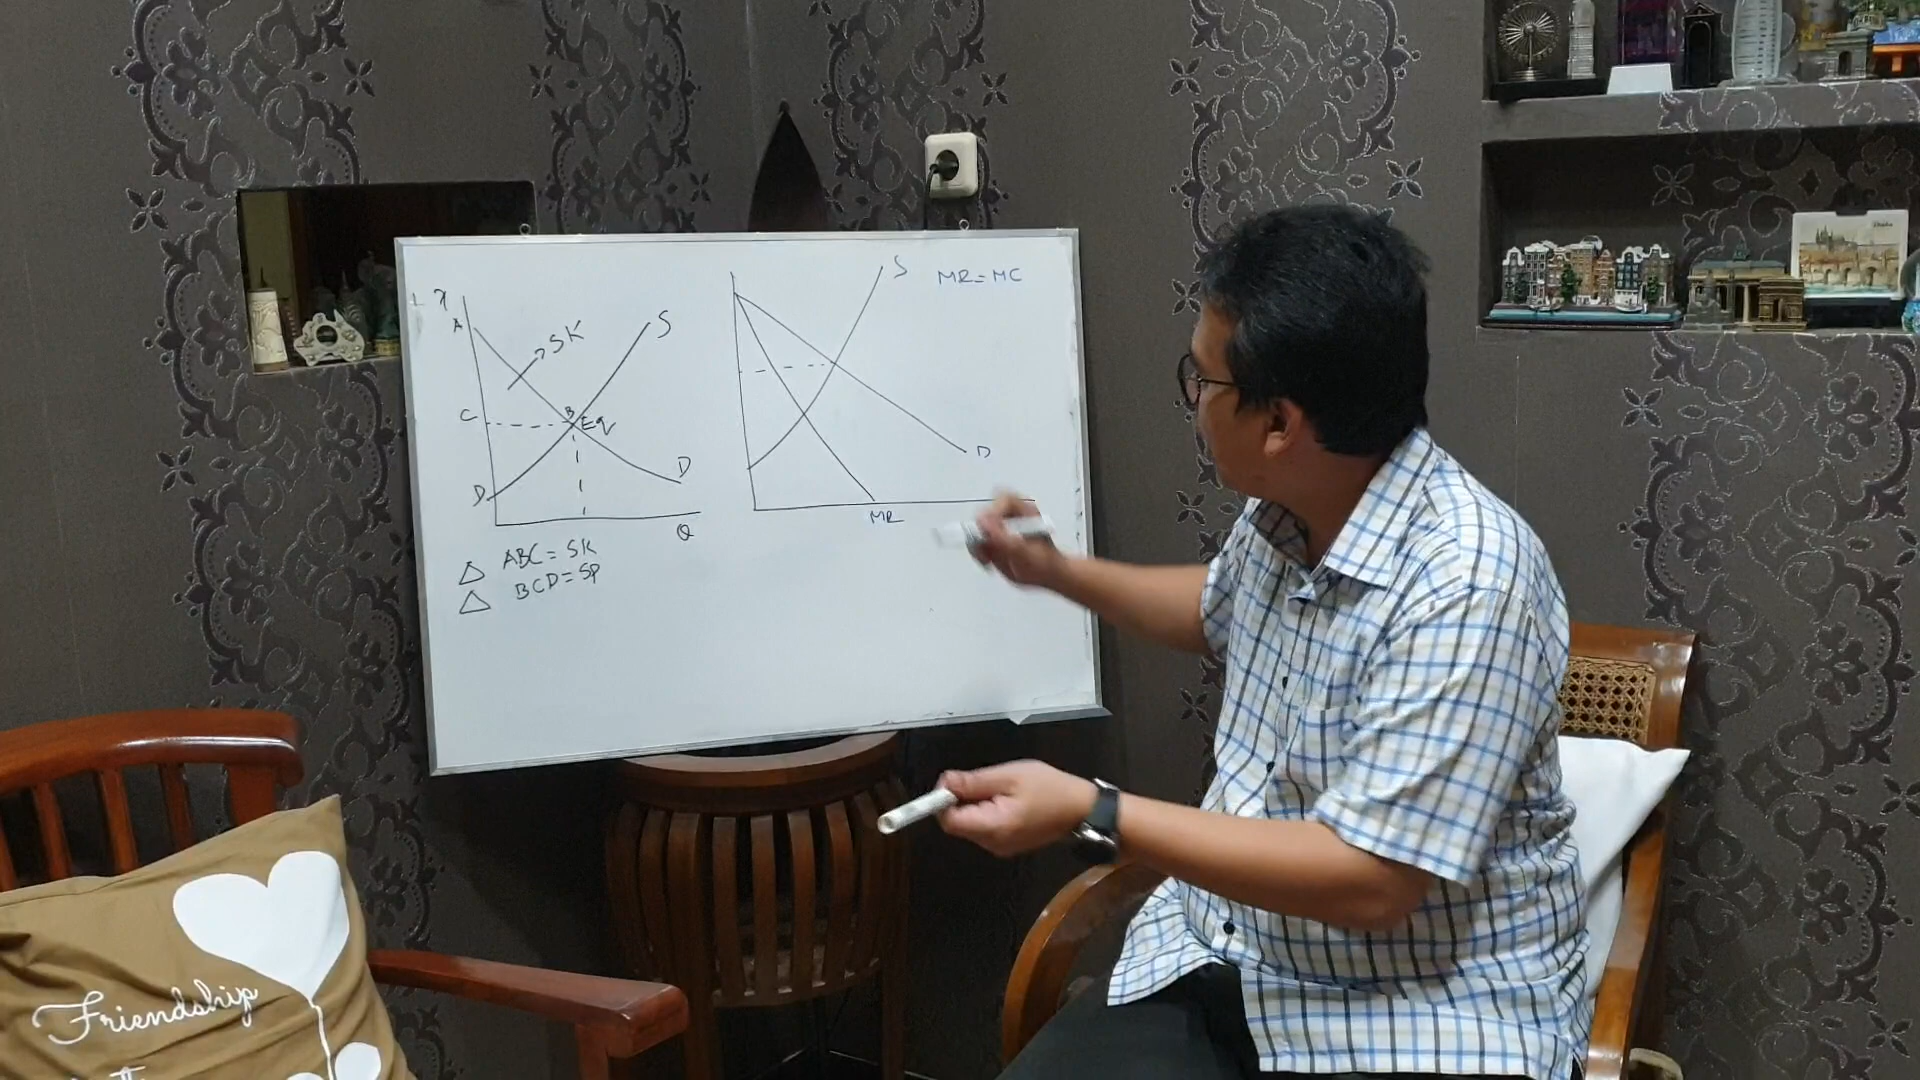 A
SK
S
C
B
Eq
D
D
Q
ABC = SK
BCD = SP
S
MR = MC
D
MR
Friendship